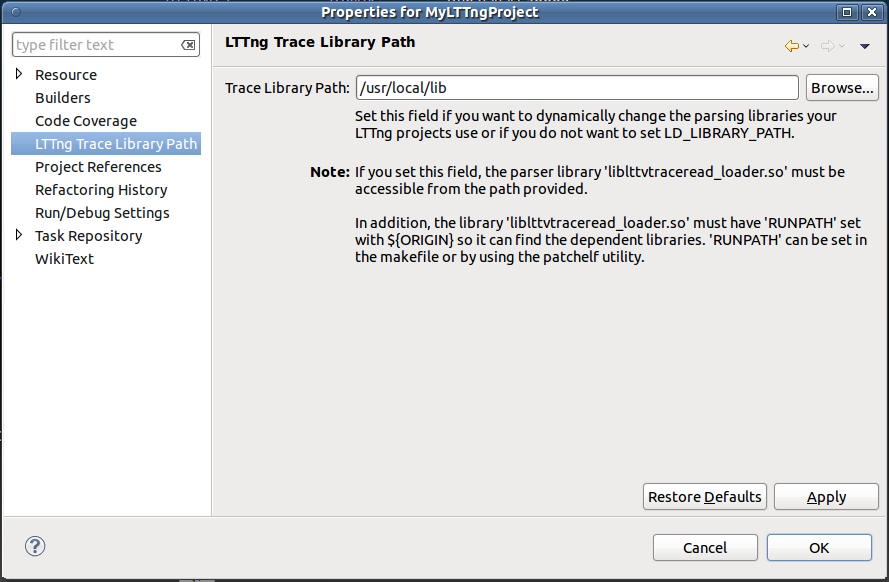 Properties for MyLTTngProject
type filter text
LTTng Trace Library Path
Resource
Builders
Code Coverage
LTTng Trace Library Path
Project References
Refactoring History
Run/Debug Settings
Task Repository
WikiText
Trace Library Path: /usr/local/lib Browse...
Set this field if you want to dynamically change the parsing libraries your
LTTng projects use or if you do not want to set LD_LIBRARY_PATH.
Note: If you set this field, the parser library 'liblttvtraceread_loader.so' must be
accessible from the path provided.
In addition, the library 'liblttvtraceread_loader.so' must have 'RUNPATH' set
with ${ORIGIN} so it can find the dependent libraries. 'RUNPATH' can be set in
the makefile or by using the patchelf utility.
Restore Defaults Apply
Cancel OK